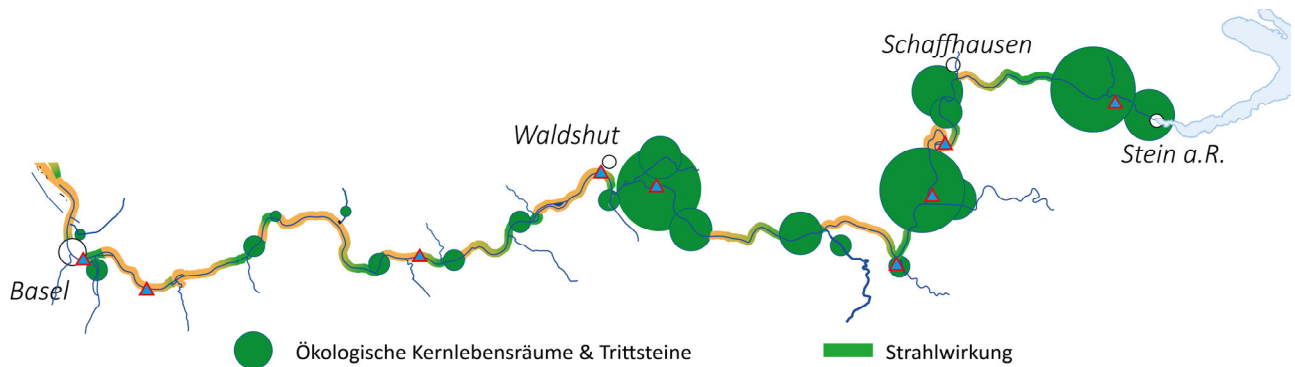 Schaffhausen
Waldshut
Stein a.R.
Basel
Ökologische Kernlebensräume & Trittsteine
Strahlwirkung